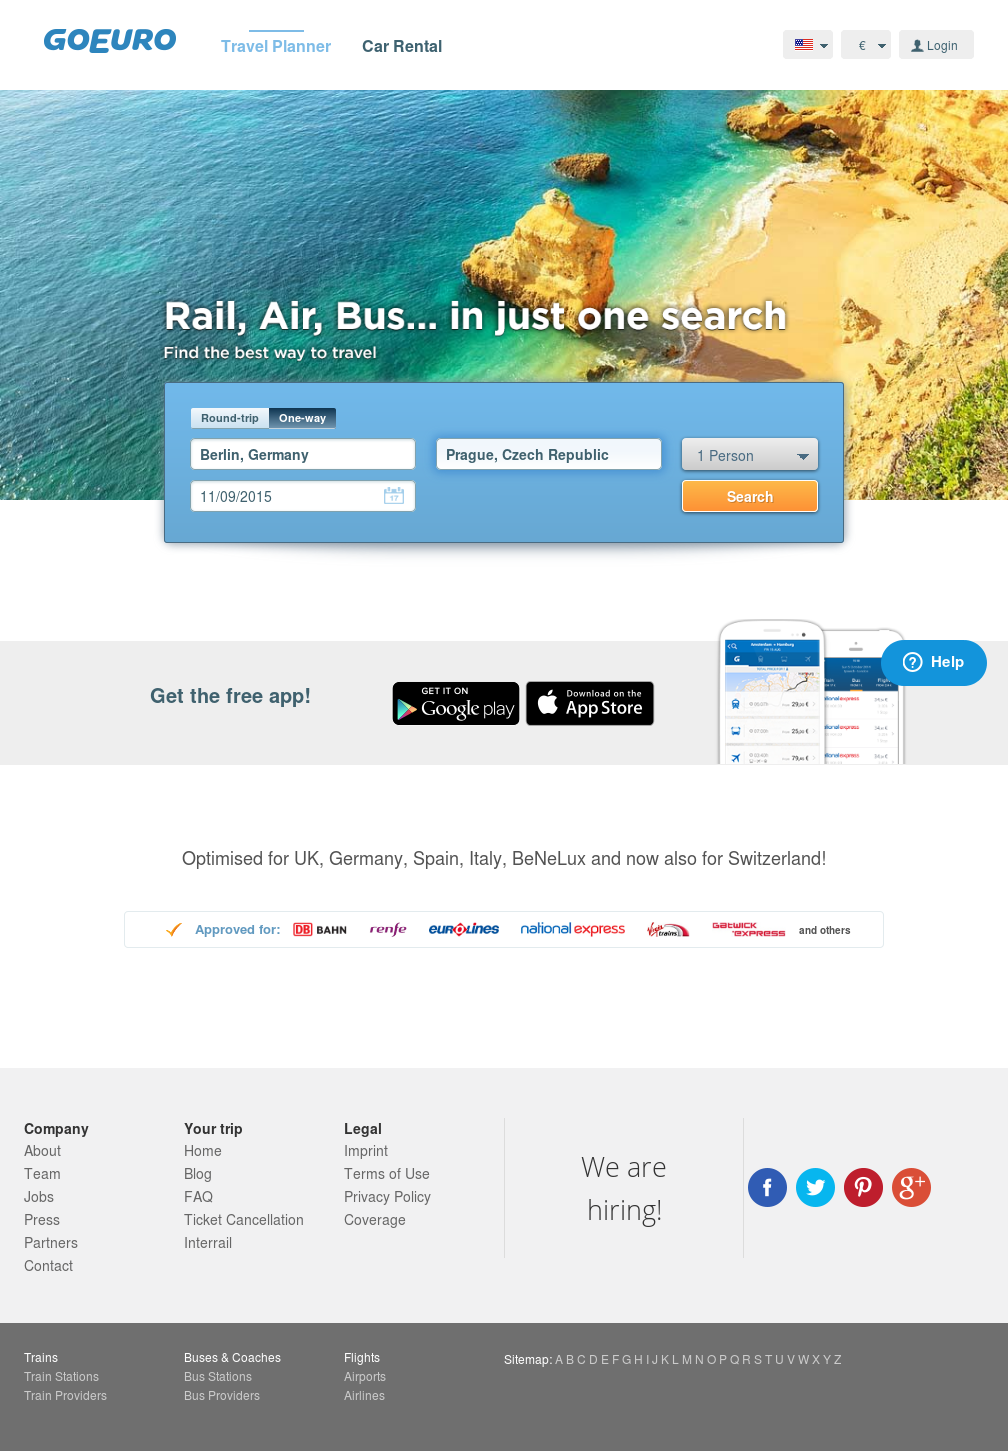 GOEURO
Travel Planner
Car Rental
€
Login
Rail, Air, Bus... in just one search
Find the best way to travel
Round-trip
One-way
Berlin, Germany
Prague, Czech Republic
1 Person
11/09/2015
17
Search
Get the free app!
GET IT ON
Google play
Download on the
App Store
Help
Optimised for UK, Germany, Spain, Italy, BeNeLux and now also for Switzerland!
Approved for:
DB BAHN
renfe
eurolines
national express
Virgin trains
Gatwick express
and others
Company
About
Team
Jobs
Press
Partners
Contact
Your trip
Home
Blog
FAQ
Ticket Cancellation
Interrail
Legal
Imprint
Terms of Use
Privacy Policy
Coverage
We are
hiring!
f
g+
Trains
Train Stations
Train Providers
Buses & Coaches
Bus Stations
Bus Providers
Flights
Airports
Airlines
Sitemap: A B C D E F G H I J K L M N O P Q R S T U V W X Y Z